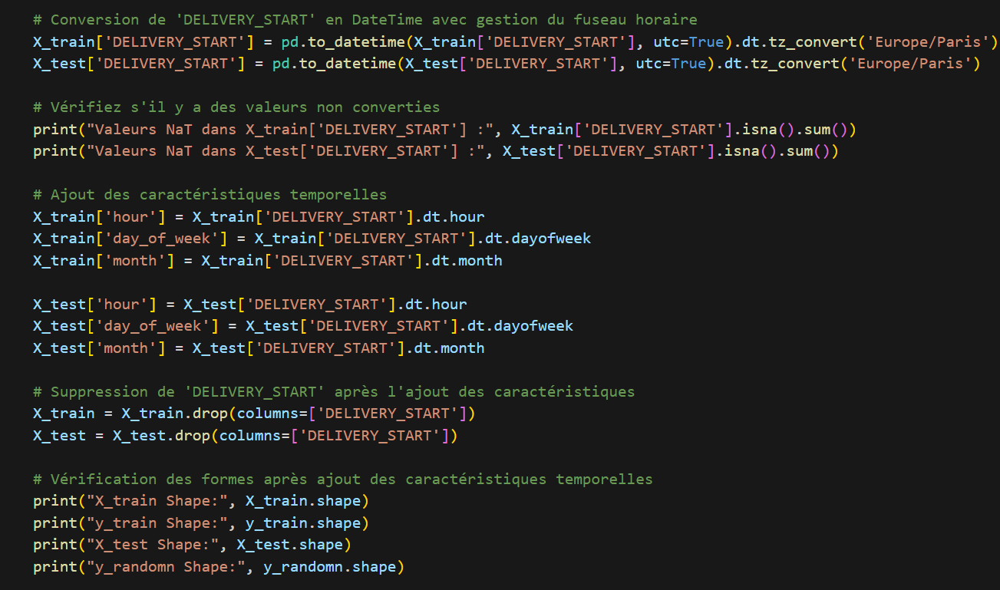 # Conversion de 'DELIVERY_START' en DateTime avec gestion du fuseau horaire
X_train['DELIVERY_START'] = pd.to_datetime(X_train['DELIVERY_START'], utc=True).dt.tz_convert('Europe/Paris')
X_test['DELIVERY_START'] = pd.to_datetime(X_test['DELIVERY_START'], utc=True).dt.tz_convert('Europe/Paris')
# Vérifiez s'il y a des valeurs non converties
print("Valeurs NaT dans X_train['DELIVERY_START'] :", X_train['DELIVERY_START'].isna().sum())
print("Valeurs NaT dans X_test['DELIVERY_START'] :", X_test['DELIVERY_START'].isna().sum())
# Ajout des caractéristiques temporelles
X_train['hour'] = X_train['DELIVERY_START'].dt.hour
X_train['day_of_week'] = X_train['DELIVERY_START'].dt.dayofweek
X_train['month'] = X_train['DELIVERY_START'].dt.month
X_test['hour'] = X_test['DELIVERY_START'].dt.hour
X_test['day_of_week'] = X_test['DELIVERY_START'].dt.dayofweek
X_test['month'] = X_test['DELIVERY_START'].dt.month
# Suppression de 'DELIVERY_START' après l'ajout des caractéristiques
X_train = X_train.drop(columns=['DELIVERY_START'])
X_test = X_test.drop(columns=['DELIVERY_START'])
# Vérification des formes après ajout des caractéristiques temporelles
print("X_train Shape:", X_train.shape)
print("y_train Shape:", y_train.shape)
print("X_test Shape:", X_test.shape)
print("y_randomn Shape:", y_randomn.shape)